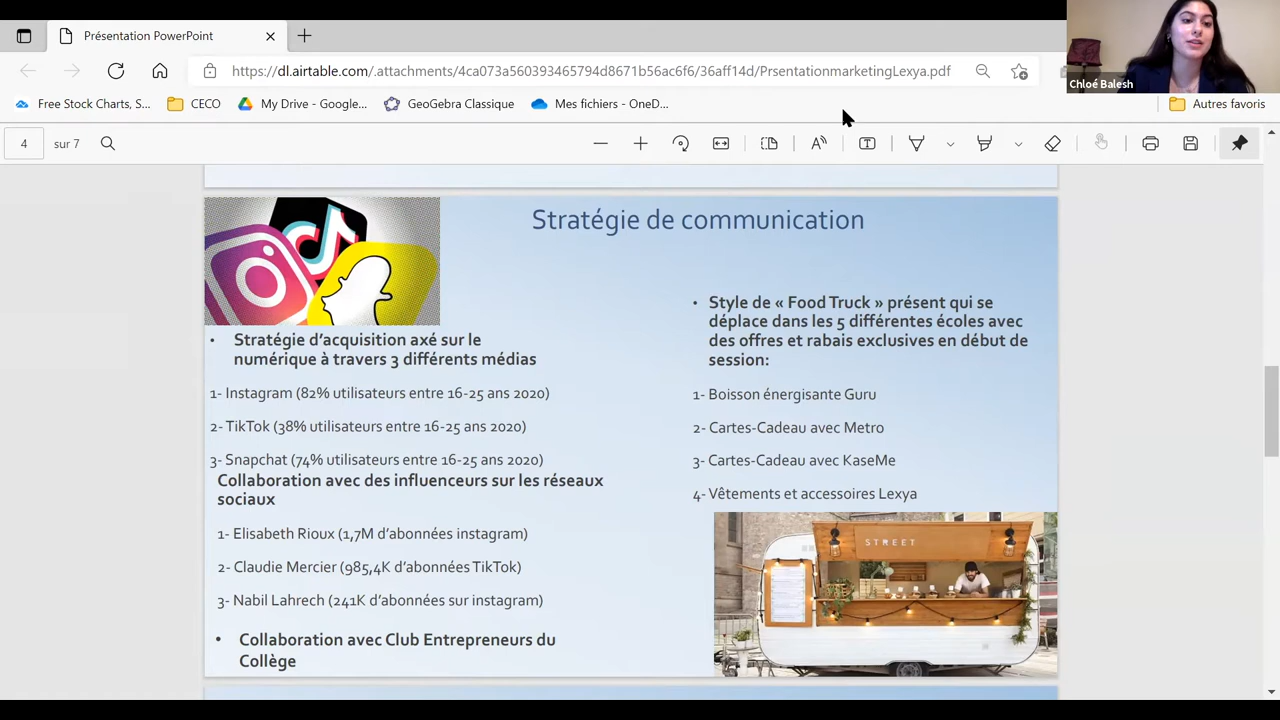 Présentation PowerPoint
https://dl.airtable.com/.attachments/4ca073a560393465794d8671b56ac6f6/36aff14d/PrsentationmarketingLexya.pdf
Chloé Balesh
Free Stock Charts, S...
CECO
My Drive - Google...
GeoGebra Classique
Mes fichiers - OneD...
Autres favoris
4 sur 7
Stratégie de communication
• Stratégie d'acquisition axé sur le
numérique à travers 3 différents médias
1- Instagram (82% utilisateurs entre 16-25 ans 2020)
2- TikTok (38% utilisateurs entre 16-25 ans 2020)
3- Snapchat (74% utilisateurs entre 16-25 ans 2020)
Collaboration avec des influenceurs sur les réseaux
sociaux
1- Elisabeth Rioux (1,7M d'abonnées instagram)
2- Claudie Mercier (985,4K d'abonnées TikTok)
3- Nabil Lahrech (241K d'abonnées sur instagram)
• Collaboration avec Club Entrepreneurs du
Collège
• Style de « Food Truck » présent qui se
déplace dans les 5 différentes écoles avec
des offres et rabais exclusives en début de
session:
1- Boisson énergisante Guru
2- Cartes-Cadeau avec Metro
3- Cartes-Cadeau avec KaseMe
4- Vêtements et accessoires Lexya
STREET